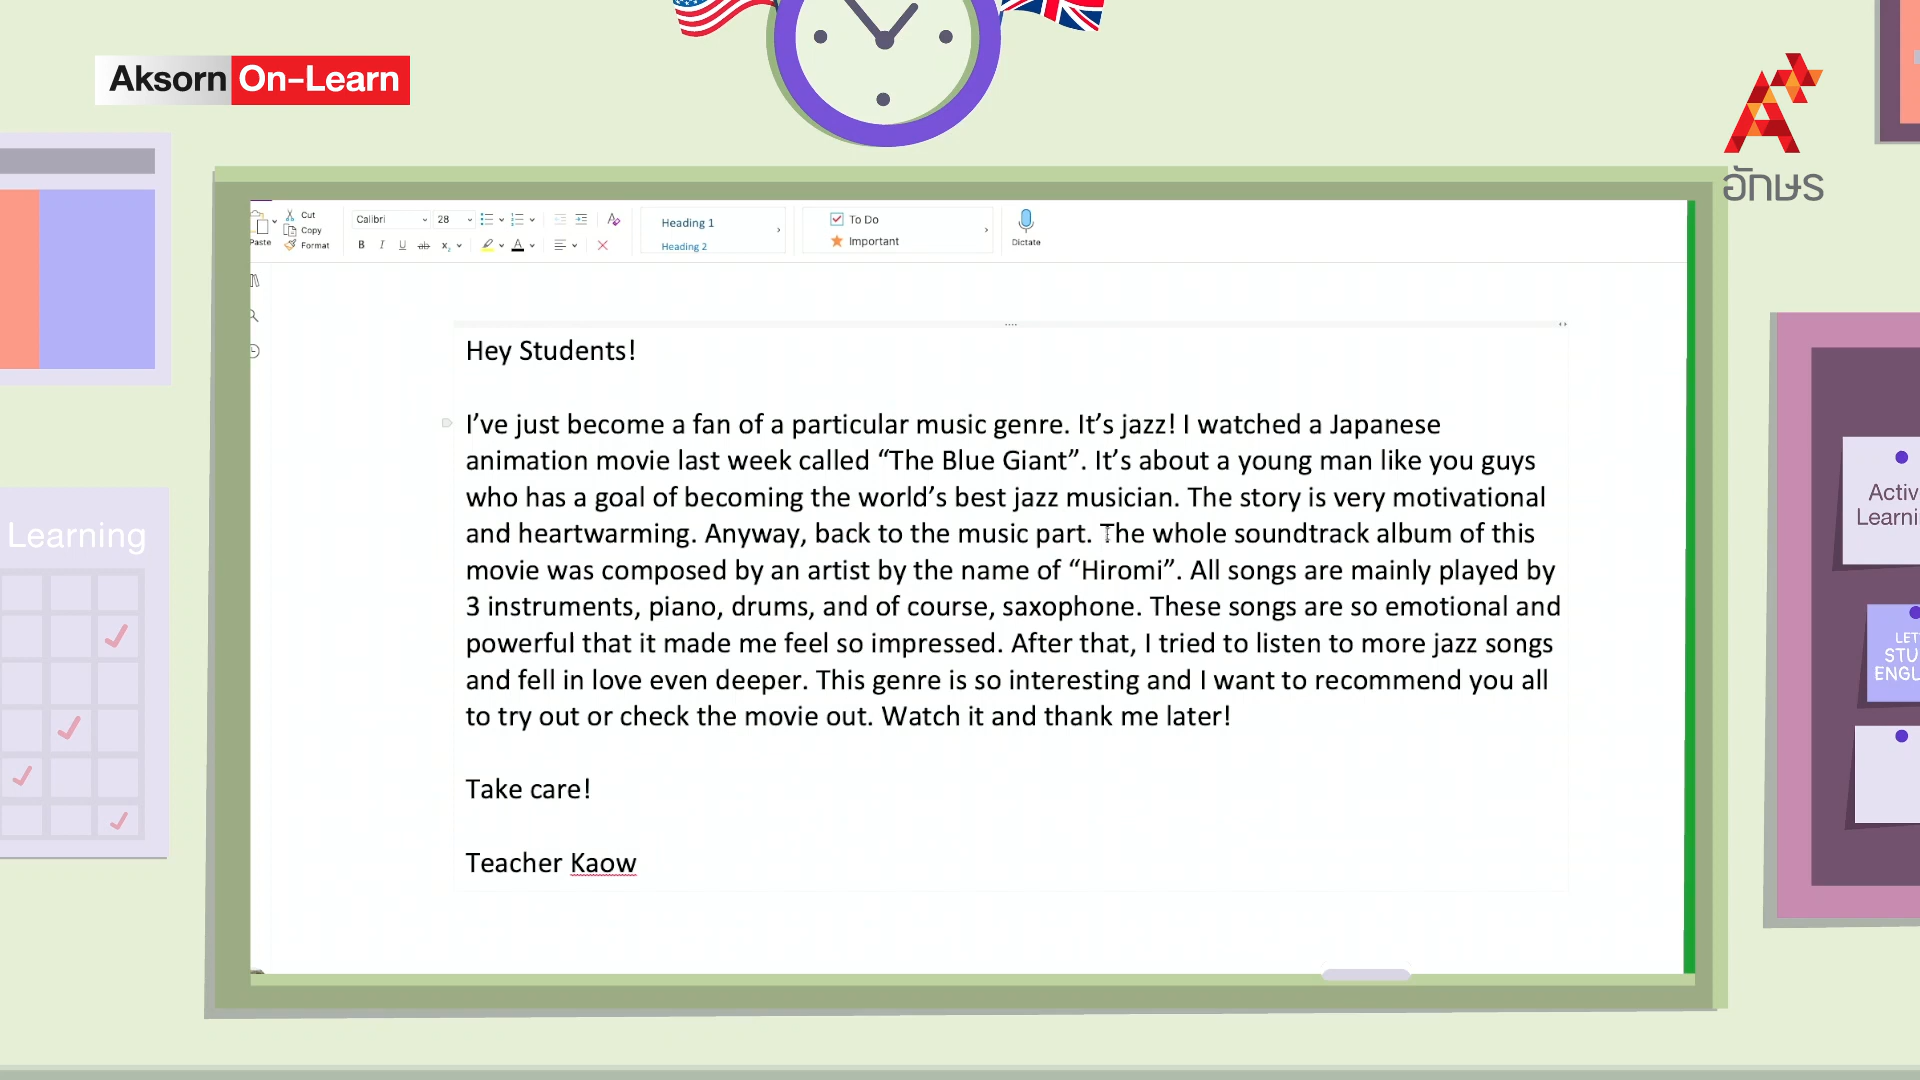 Aksorn On-Learn
อักษร
Cut
Copy
Paste
Format
Calibri
28
B I U ab x
A
Heading 1
Heading 2
To Do
Important
Dictate
Hey Students!
I’ve just become a fan of a particular music genre. It’s jazz! I watched a Japanese
animation movie last week called “The Blue Giant”. It’s about a young man like you guys
who has a goal of becoming the world’s best jazz musician. The story is very motivational
and heartwarming. Anyway, back to the music part. The whole soundtrack album of this
movie was composed by an artist by the name of “Hiromi”. All songs are mainly played by
3 instruments, piano, drums, and of course, saxophone. These songs are so emotional and
powerful that it made me feel so impressed. After that, I tried to listen to more jazz songs
and fell in love even deeper. This genre is so interesting and I want to recommend you all
to try out or check the movie out. Watch it and thank me later!
Take care!
Teacher Kaow
Learning
Activ
Learni
LET
STU
ENGL